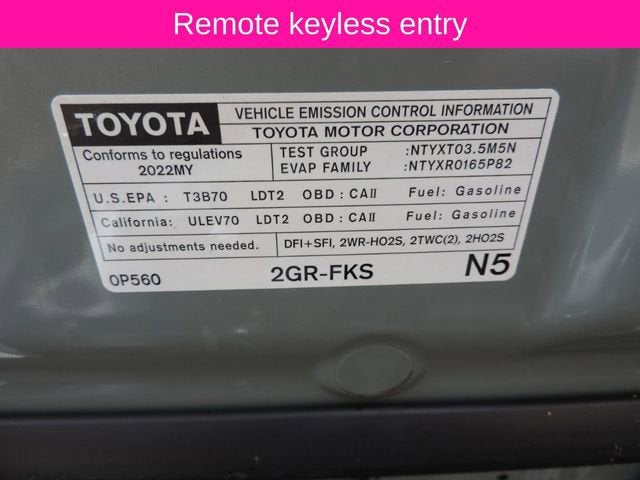 Remote keyless entry
TOYOTA
VEHICLE EMISSION CONTROL INFORMATION
TOYOTA MOTOR CORPORATION
Conforms to regulations
2022MY
TEST GROUP :NTYXT03.5M5N
EVAP FAMILY :NTYXR0165P82
U.S.EPA : T3B70 LDT2 OBD : CAII Fuel: Gasoline
California: ULEV70 LDT2 OBD : CAII Fuel: Gasoline
No adjustments needed. DFI+SFI, 2WR-HO2S, 2TWC(2), 2HO2S
0P560 2GR-FKS N5